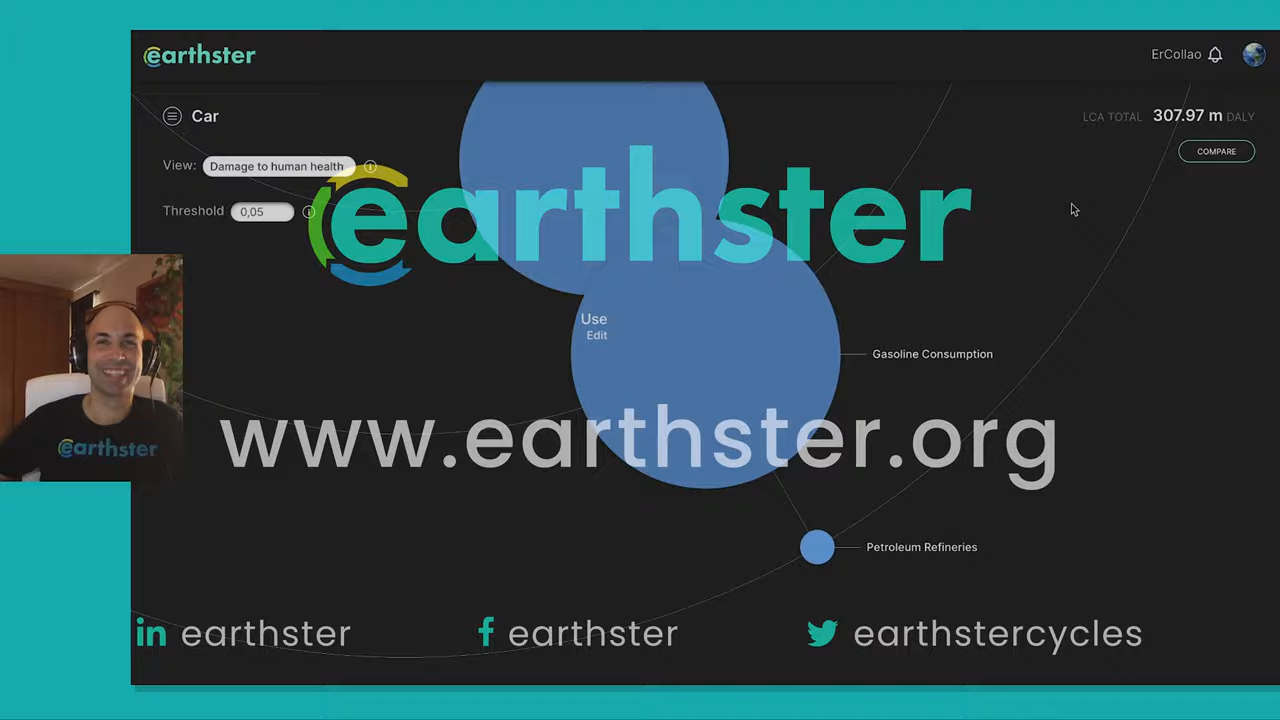 earthster
ErCollao
Car
LCA TOTAL 307.97 m DALY
View: Damage to human health
COMPARE
Threshold 0,05
earthster
Use
Edit
Gasoline Consumption
earthster
www.earthster.org
Petroleum Refineries
in earthster
f earthster
earthstercycles